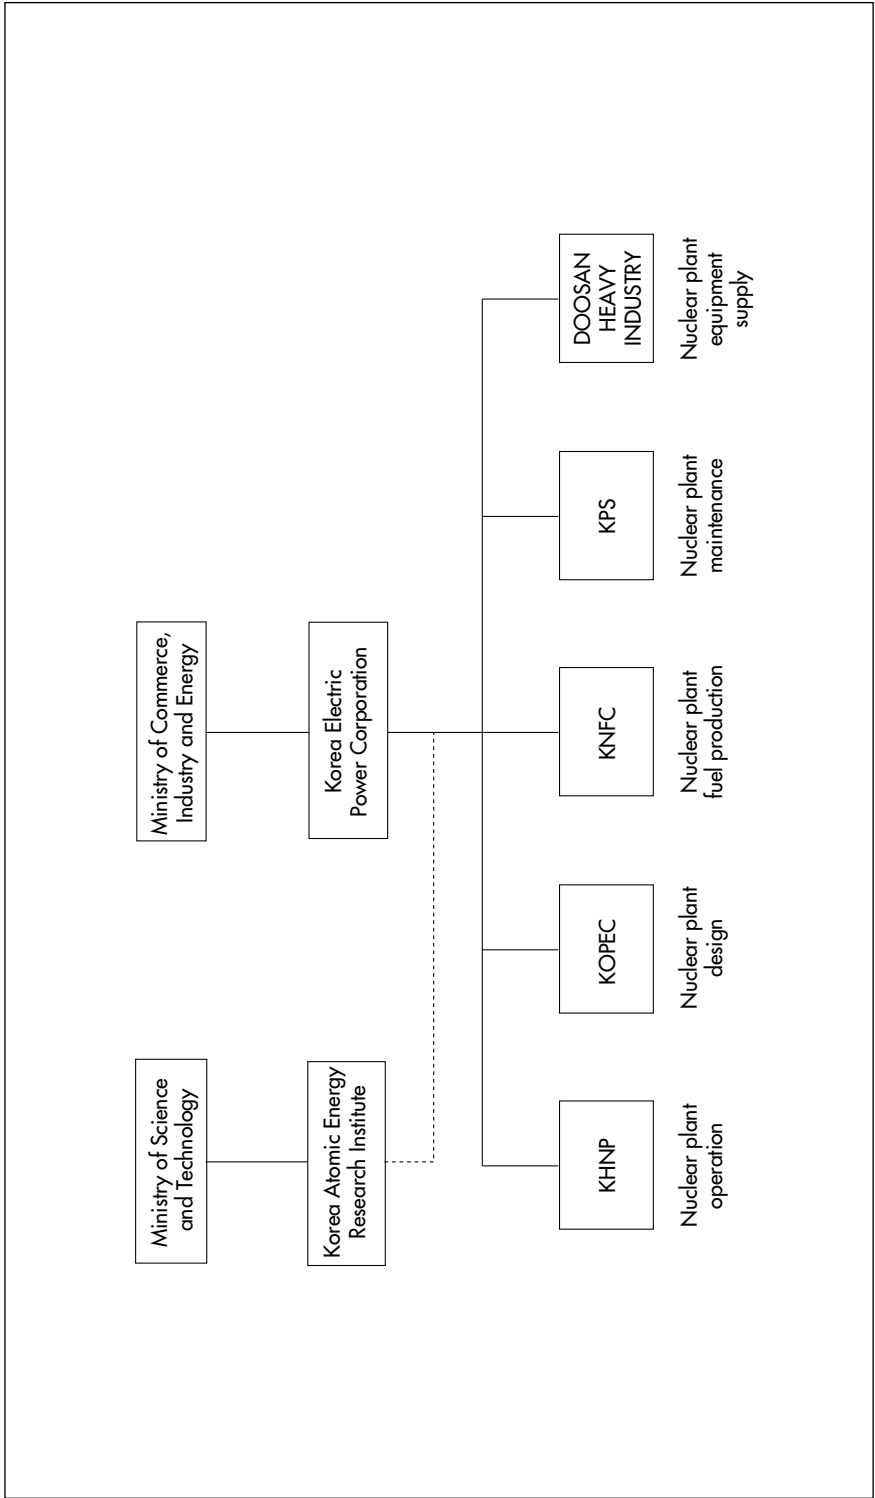 Ministry of Science
and Technology
Ministry of Commerce,
Industry and Energy
Korea Atomic Energy
Research Institute
Korea Electric
Power Corporation
KHNP
KOPEC
KNFC
KPS
DOOSAN
HEAVY
INDUSTRY
Nuclear plant
operation
Nuclear plant
design
Nuclear plant
fuel production
Nuclear plant
maintenance
Nuclear plant
equipment
supply